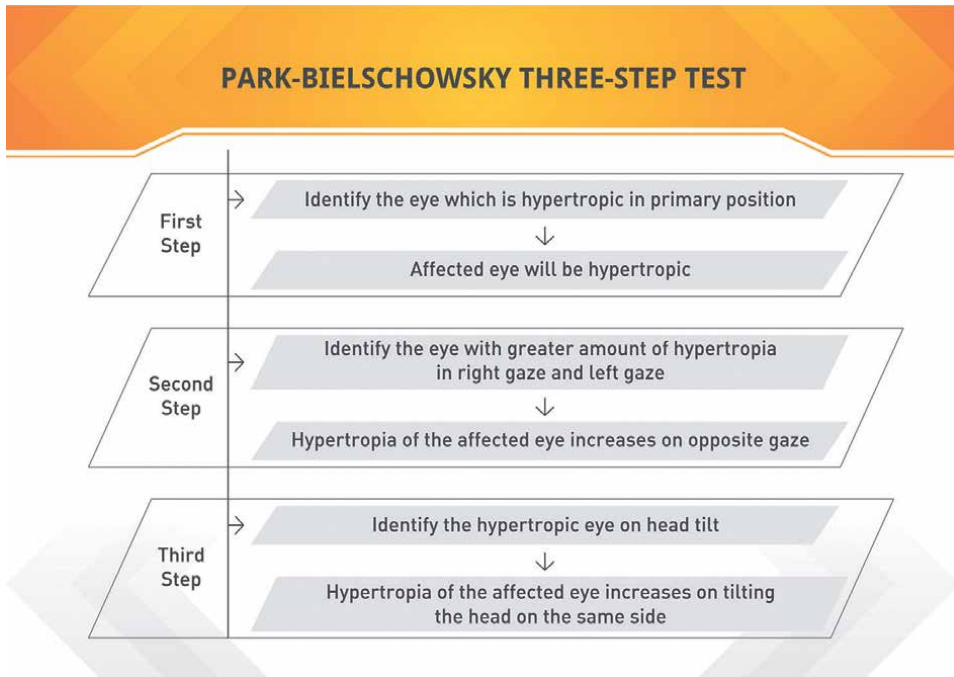 PARK-BIELSCHOWSKY THREE-STEP TEST
First
Step
Identify the eye which is hypertropic in primary position
Affected eye will be hypertropic
Second
Step
Identify the eye with greater amount of hypertropia
in right gaze and left gaze
Hypertropia of the affected eye increases on opposite gaze
Third
Step
Identify the hypertropic eye on head tilt
Hypertropia of the affected eye increases on tilting
the head on the same side